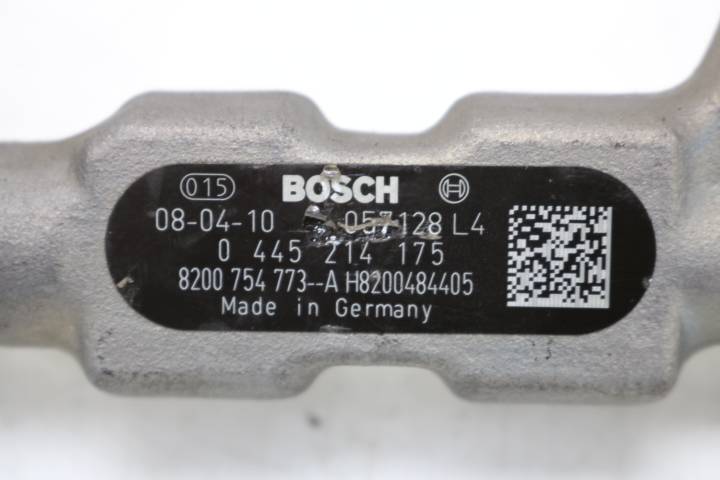 015 BOSCH
08-04-10 057128 L4
0 445 214 175
8200 754 773--A H8200484405
Made in Germany